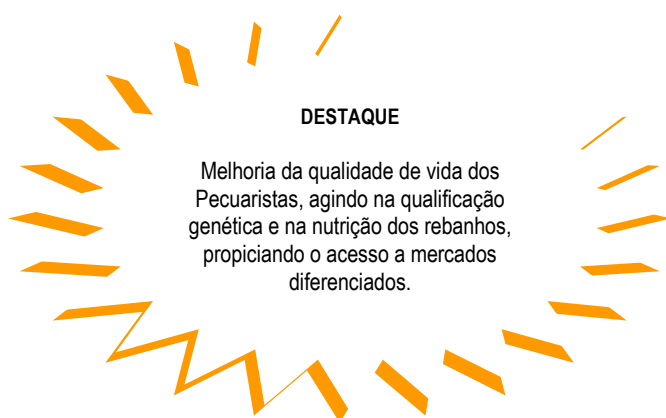 DESTAQUE
Melhoria da qualidade de vida dos
Pecuaristas, agindo na qualificação
genética e na nutrição dos rebanhos,
propiciando o acesso a mercados
diferenciados.